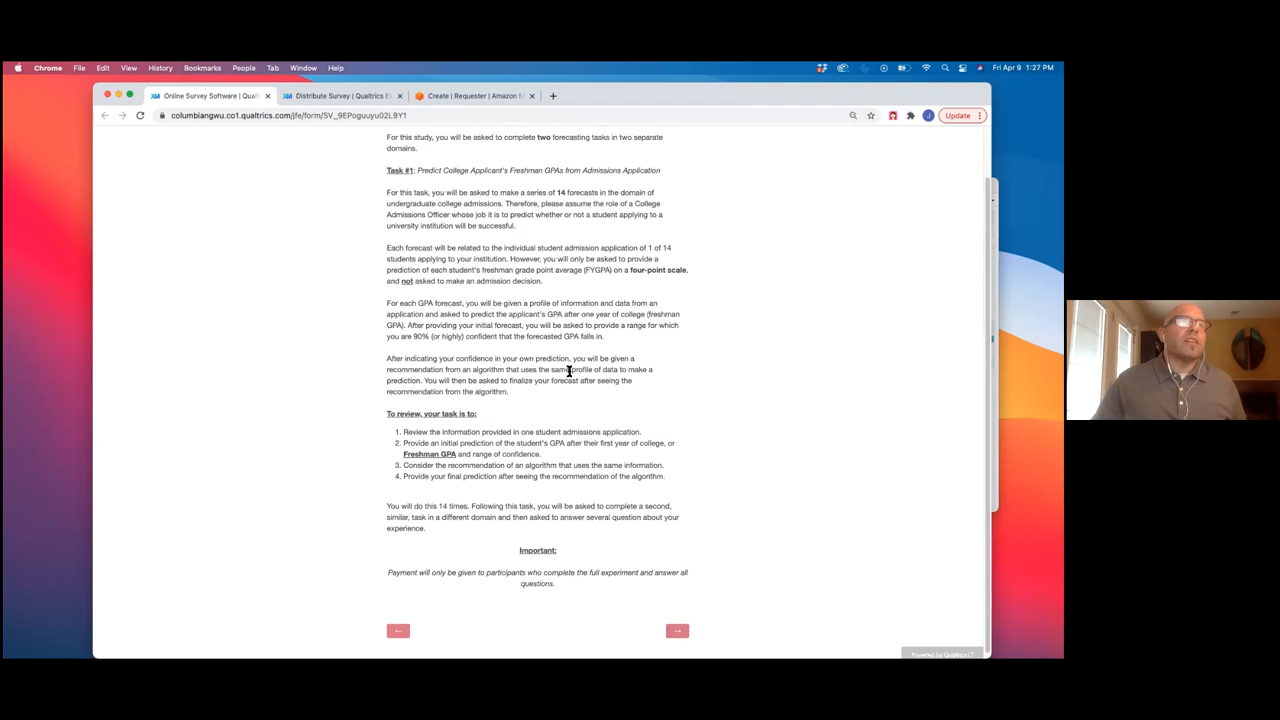 Chrome File Edit View History Bookmarks People Tab Window Help Fri Apr 9 1:27 PM
Online Survey Software | Qual Distribute Survey | Qualtrics E Create | Requester | Amazon M
columbiangwu.co1.qualtrics.com/jfe/form/SV_9EPoguuyu02L9Y1 J Update
For this study, you will be asked to complete two forecasting tasks in two separate
domains.
Task #1: Predict College Applicant's Freshman GPAs from Admissions Application
For this task, you will be asked to make a series of 14 forecasts in the domain of
undergraduate college admissions. Therefore, please assume the role of a College
Admissions Officer whose job it is to predict whether or not a student applying to a
university institution will be successful.
Each forecast will be related to the individual student admission application of 1 of 14
students applying to your institution. However, you will only be asked to provide a
prediction of each student's freshman grade point average (FYGPA) on a four-point scale,
and not asked to make an admission decision.
For each GPA forecast, you will be given a profile of information and data from an
application and asked to predict the applicant's GPA after one year of college (freshman
GPA). After providing your initial forecast, you will be asked to provide a range for which
you are 90% (or highly) confident that the forecasted GPA falls in.
After indicating your confidence in your own prediction, you will be given a
recommendation from an algorithm that uses the same profile of data to make a
prediction. You will then be asked to finalize your forecast after seeing the
recommendation from the algorithm.
To review, your task is to:
1. Review the information provided in one student admissions application.
2. Provide an initial prediction of the student's GPA after their first year of college, or
Freshman GPA and range of confidence.
3. Consider the recommendation of an algorithm that uses the same information.
4. Provide your final prediction after seeing the recommendation of the algorithm.
You will do this 14 times. Following this task, you will be asked to complete a second,
similar, task in a different domain and then asked to answer several question about your
experience.
Important:
Payment will only be given to participants who complete the full experiment and answer all
questions.
Powered by Qualtrics